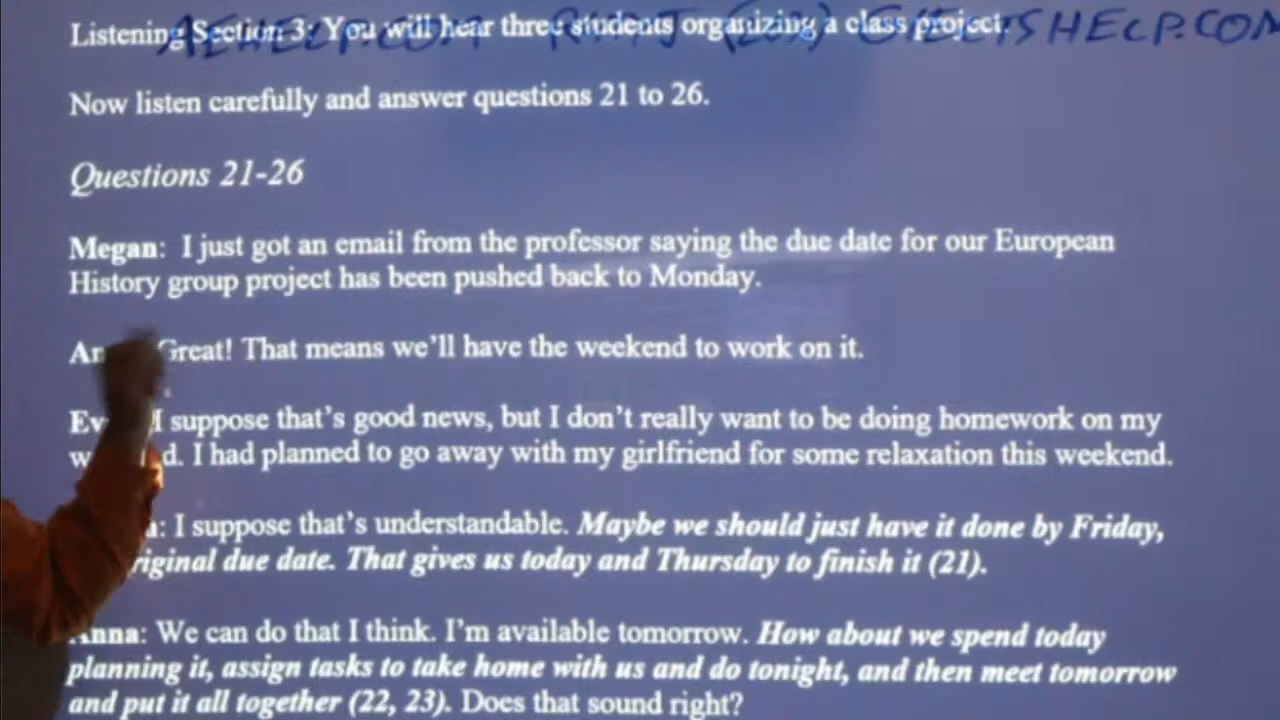 Listening Section 3: You will hear three students organizing a class project.
AEHELP.COM
HELP.COM
Now listen carefully and answer questions 21 to 26.
Questions 21-26
Megan: I just got an email from the professor saying the due date for our European
History group project has been pushed back to Monday.
Great! That means we'll have the weekend to work on it.
I suppose that's good news, but I don't really want to be doing homework on my
I had planned to go away with my girlfriend for some relaxation this weekend.
: I suppose that's understandable. Maybe we should just have it done by Friday,
riginal due date. That gives us today and Thursday to finish it (21).
Anna: We can do that I think. I'm available tomorrow. How about we spend today
planning it, assign tasks to take home with us and do tonight, and then meet tomorrow
and put it all together (22, 23). Does that sound right?